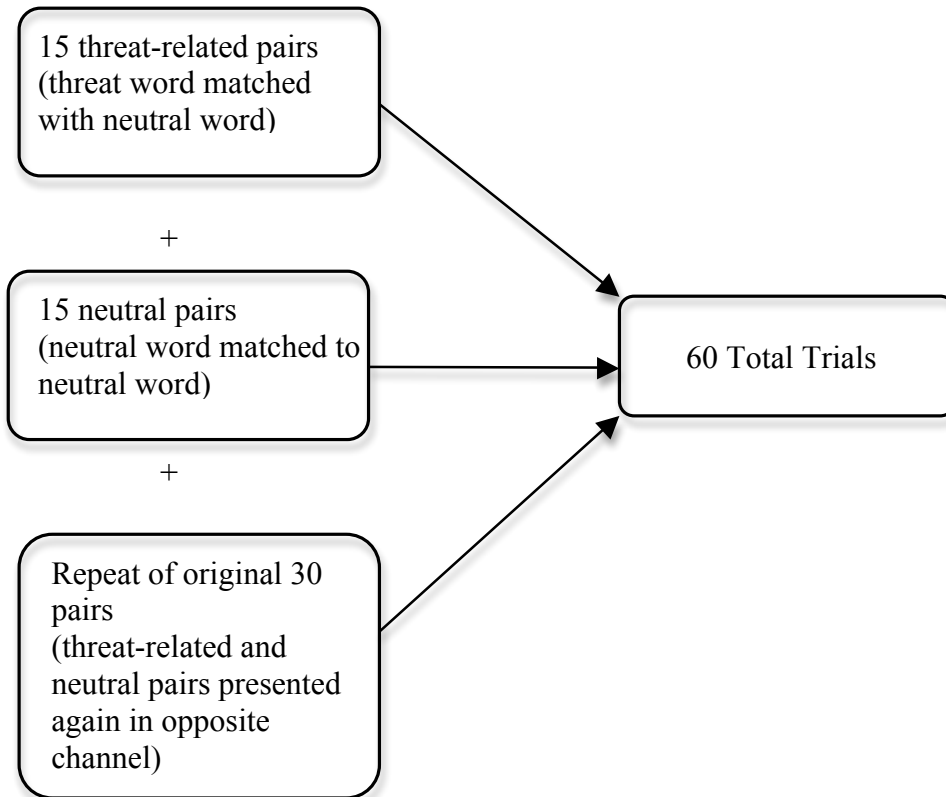 15 threat-related pairs
(threat word matched
with neutral word)
+
15 neutral pairs
(neutral word matched to
neutral word)
+
Repeat of original 30
pairs
(threat-related and
neutral pairs presented
again in opposite
channel)
60 Total Trials